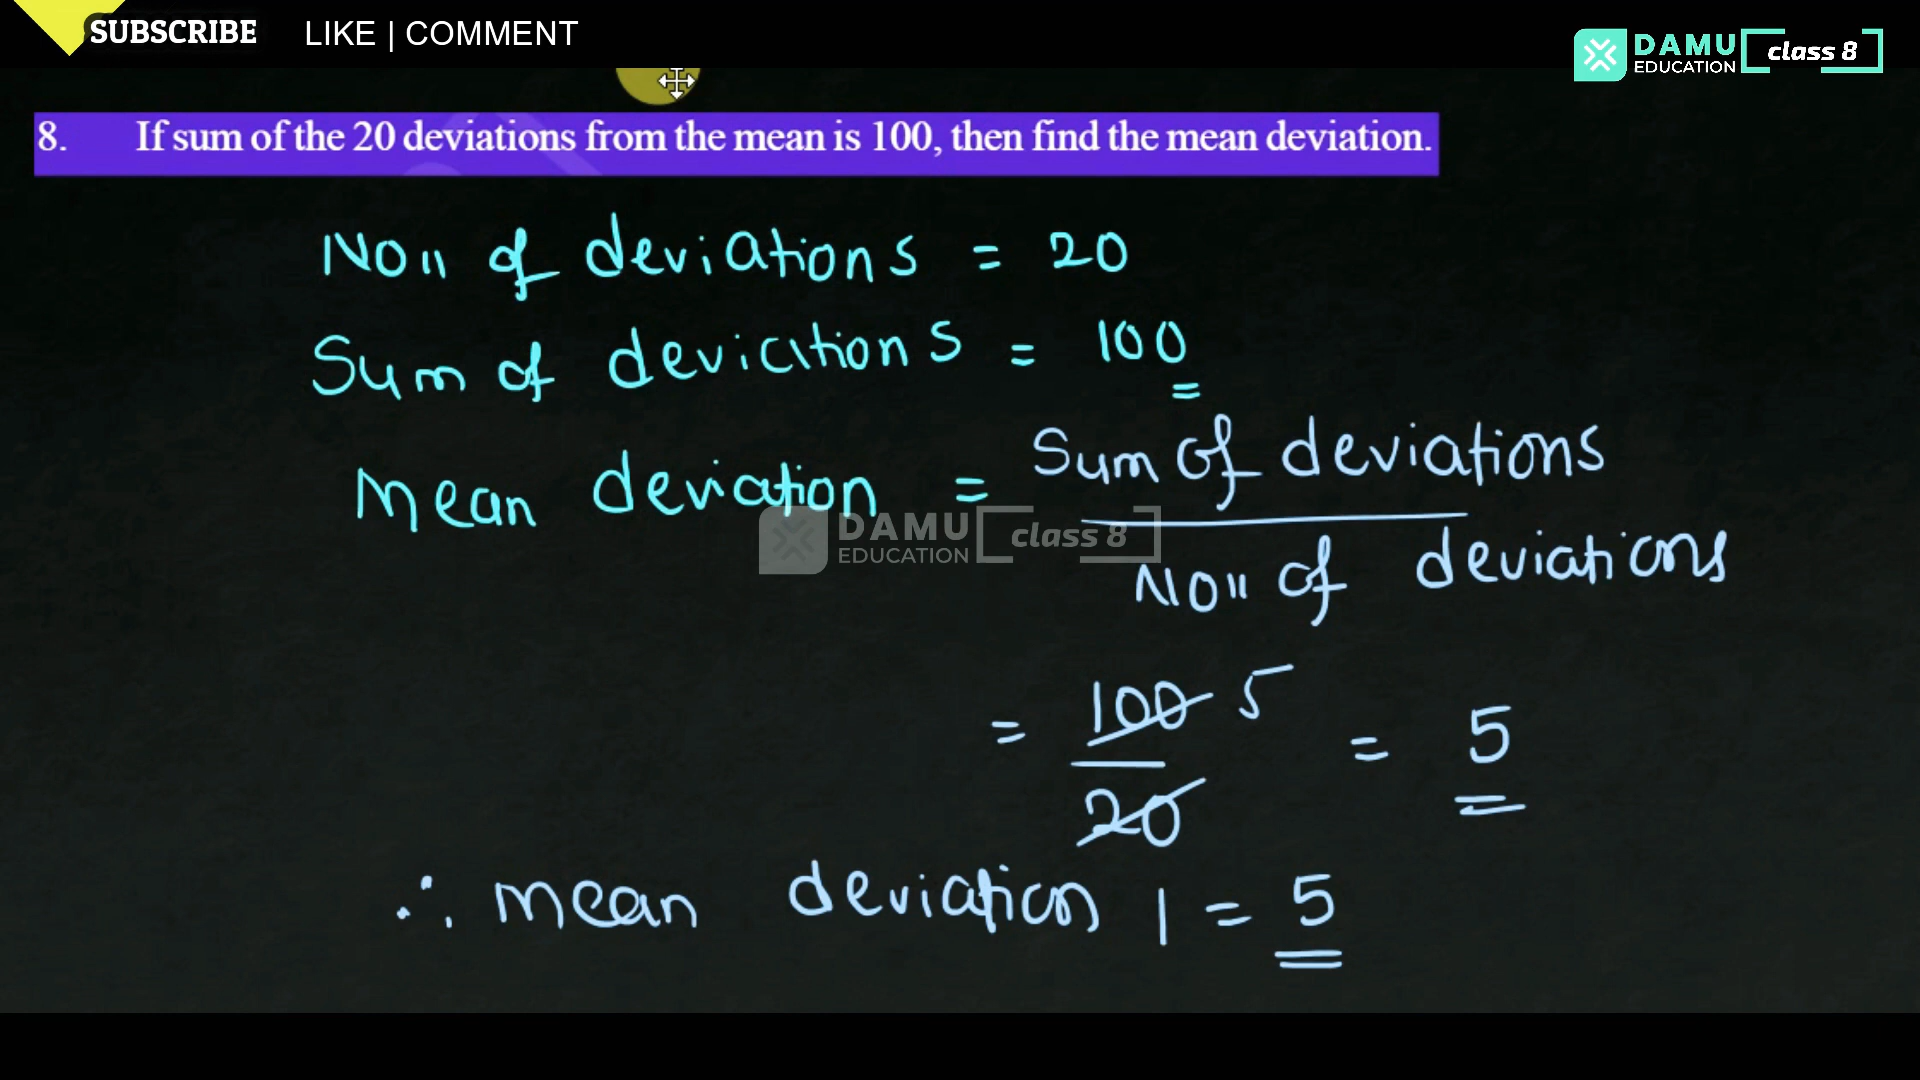 SUBSCRIBE LIKE | COMMENT
DAMU EDUCATION class 8
8. If sum of the 20 deviations from the mean is 100, then find the mean deviation.
No॥ of deviations = 20
Sum of deviations = 100
Mean deviation = Sum of deviations
No॥ of deviations
DAMU EDUCATION class 8
= 100 5 = 5
20
∴ mean deviation | = 5